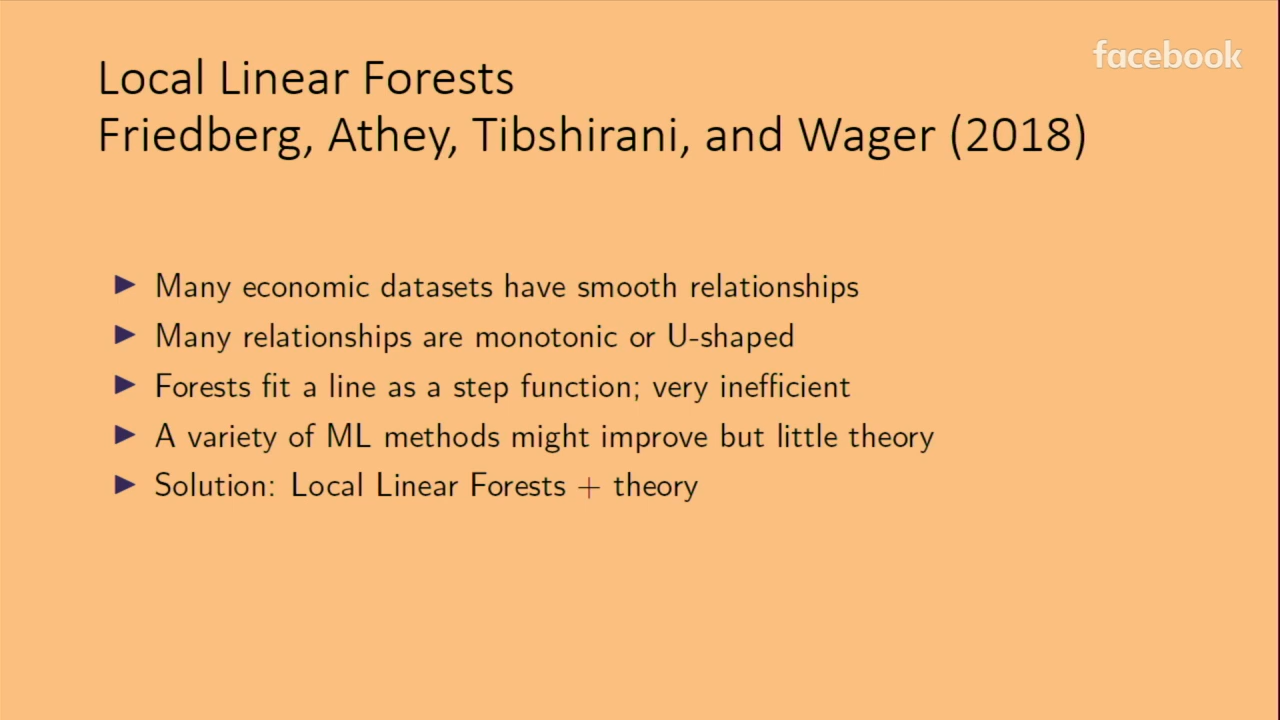 facebook
Local Linear Forests
Friedberg, Athey, Tibshirani, and Wager (2018)
Many economic datasets have smooth relationships
Many relationships are monotonic or U-shaped
Forests fit a line as a step function; very inefficient
A variety of ML methods might improve but little theory
Solution: Local Linear Forests + theory